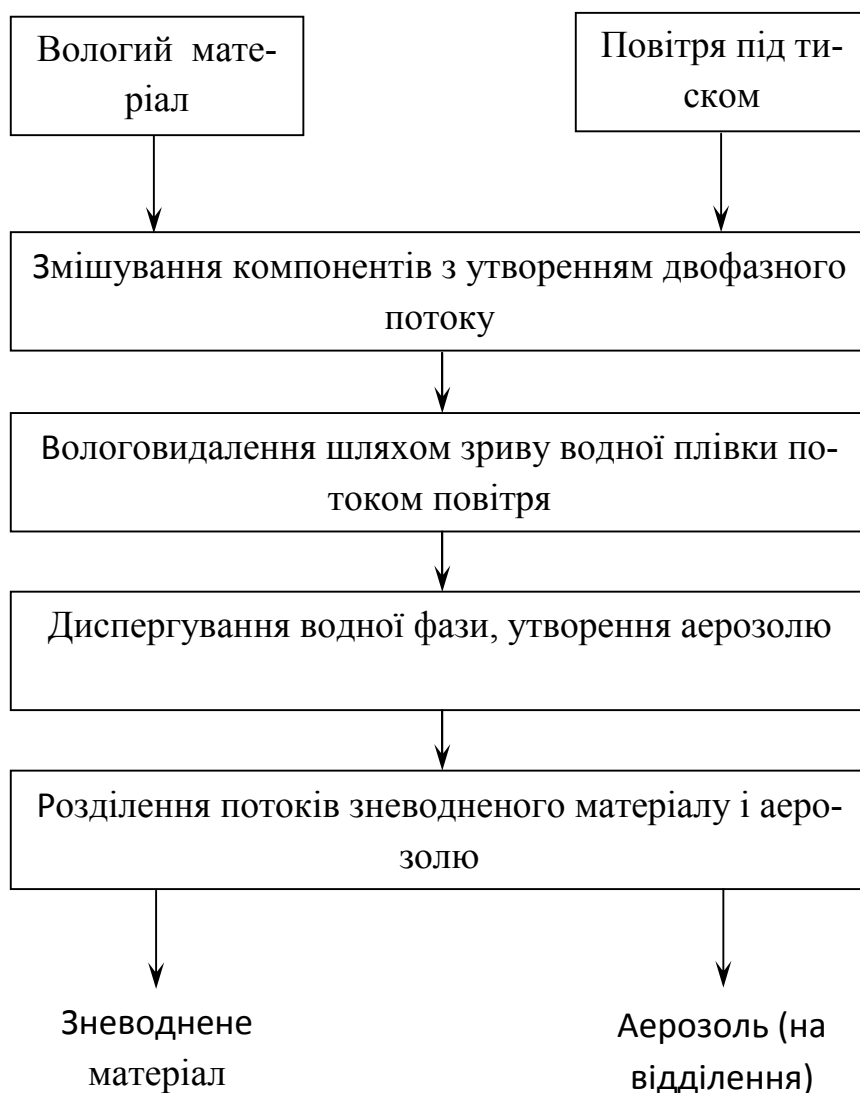 Вологий мате-
ріал
Повітря під ти-
ском
Змішування компонентів з утворенням двофазного
потоку
Вологовидалення шляхом зриву водної плівки по-
током повітря
Диспергування водної фази, утворення аерозолю
Розділення потоків зневодненого матеріалу і аеро-
золю
Зневоднене
матеріал
Аерозоль (на
відділення)